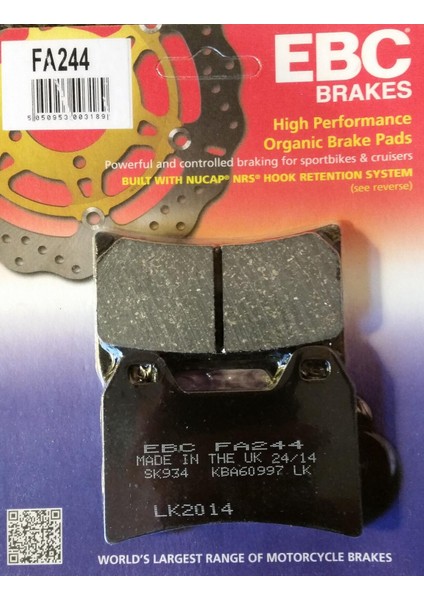 FA244
5 050953 003189
EBC
BRAKES
High Performance
Organic Brake Pads
Powerful and controlled braking for sportbikes & cruisers
BUILT WITH NUCAP® NRS® HOOK RETENTION SYSTEM
(see reverse)
EBC FA244
MADE IN THE UK 24/14
SK934 KBA60997 LK
LK2014
WORLD'S LARGEST RANGE OF MOTORCYCLE BRAKES